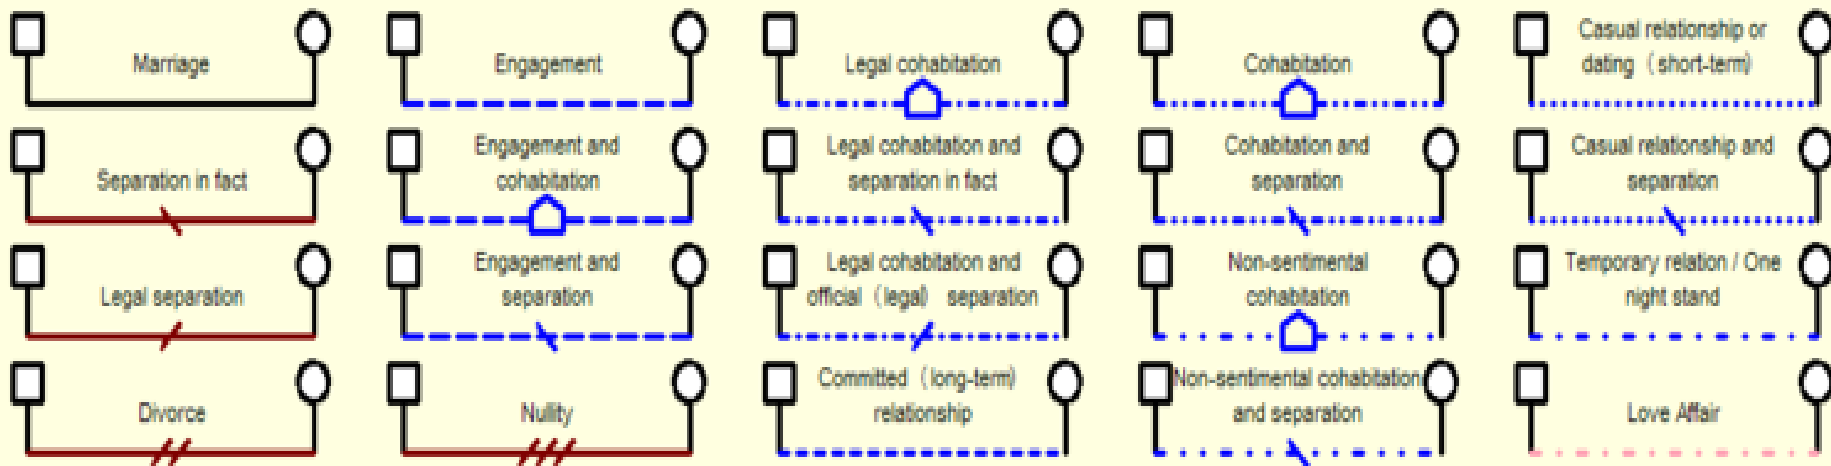 Marriage
Engagement
Legal cohabitation
Cohabitation
Casual relationship or
dating (short-term)
Separation in fact
Engagement and
cohabitation
Legal cohabitation and
separation in fact
Cohabitation and
separation
Casual relationship and
separation
Legal separation
Engagement and
separation
Legal cohabitation and
official (legal) separation
Non-sentimental
cohabitation
Temporary relation / One
night stand
Divorce
Nullity
Committed (long-term)
relationship
Non-sentimental cohabitation
and separation
Love Affair